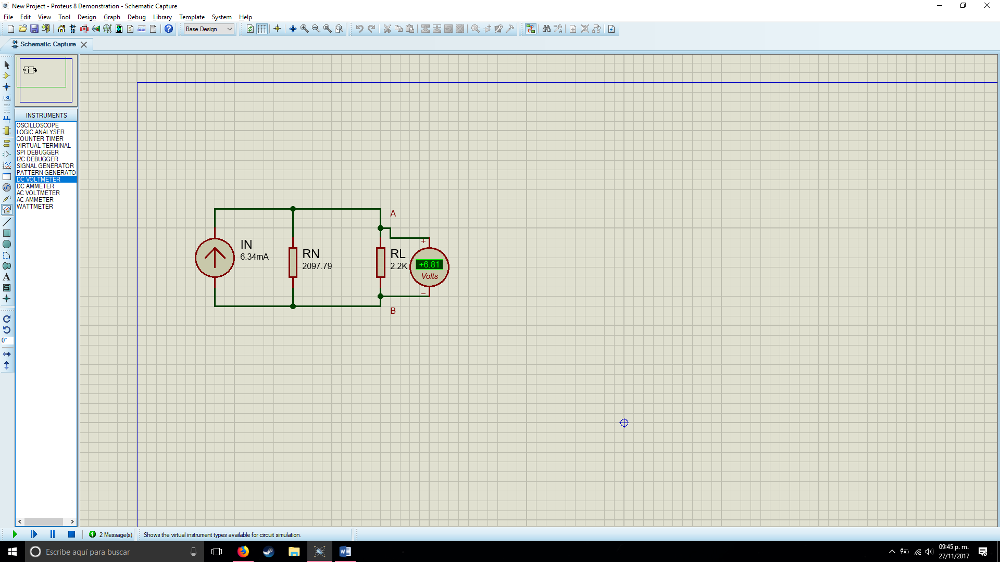 New Project - Proteus 8 Demonstration - Schematic Capture
File Edit View Tool Design Graph Debug Library Template System Help
Base Design
Schematic Capture
INSTRUMENTS
OSCILLOSCOPE
LOGIC ANALYSER
COUNTER TIMER
VIRTUAL TERMINAL
SPI DEBUGGER
I2C DEBUGGER
SIGNAL GENERATOR
PATTERN GENERATO
DC VOLTMETER
DC AMMETER
AC VOLTMETER
AC AMMETER
WATTMETER
LBL
A
S
0°
A
IN
6.34mA
RN
2097.79
RL
2.2K
+
+6.81
Volts
−
B
2 Message(s)
Shows the virtual instrument types available for circuit simulation.
Escribe aquí para buscar
09:45 p. m.
27/11/2017